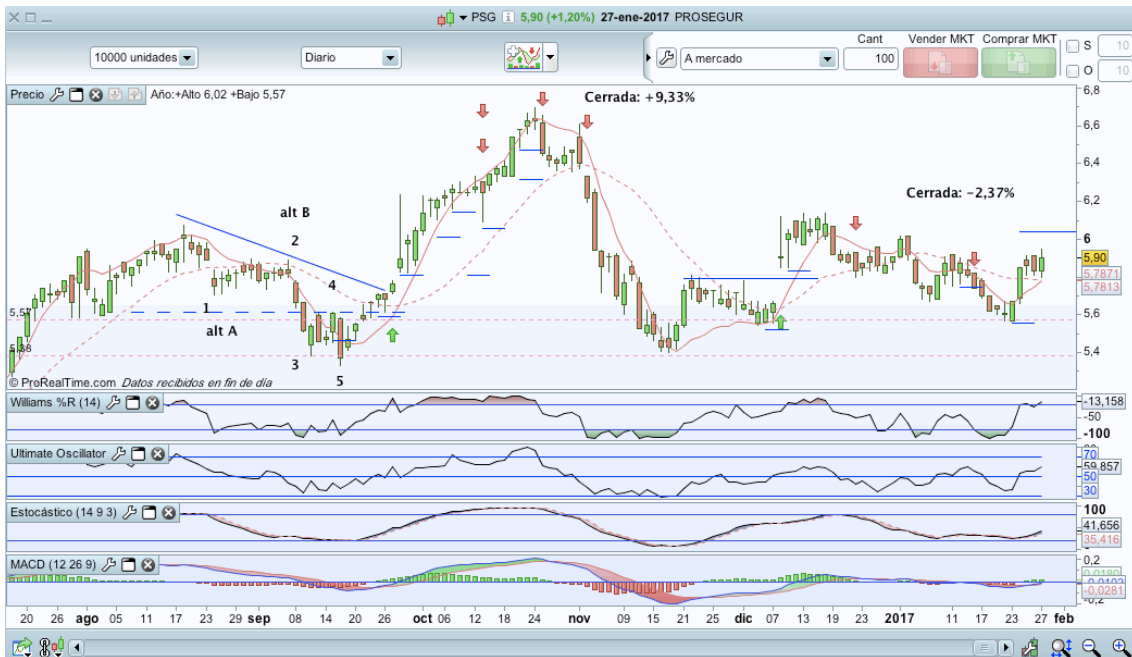 PSG 5,90 (+1,20%) 27-ene-2017 PROSEGUR
10000 unidades
Diario
A mercado
Cant
100
Vender MKT
Comprar MKT
S 10
O 10
Precio
Año:+Alto 6,02 +Bajo 5,57
Cerrada: +9,33%
Cerrada: -2,37%
alt B
2
4
1
alt A
3
5
5,57
5,38
6,8
6,6
6,4
6,2
6
5,90
5,7871
5,7813
5,6
5,4
© ProRealTime.com Datos recibidos en fin de día
Williams %R (14)
-13,158
-50
-100
Ultimate Oscillator
70
59,857
50
30
Estocástico (14 9 3)
100
41,656
35,416
MACD (12 26 9)
0,2
-0,0281
-0,2
20 26 ago 05 11 17 23 sep 08 14 20 26 oct 06 12 18 24 nov 09 15 21 25 dic 07 13 19 23 2017 11 17 23 27 feb